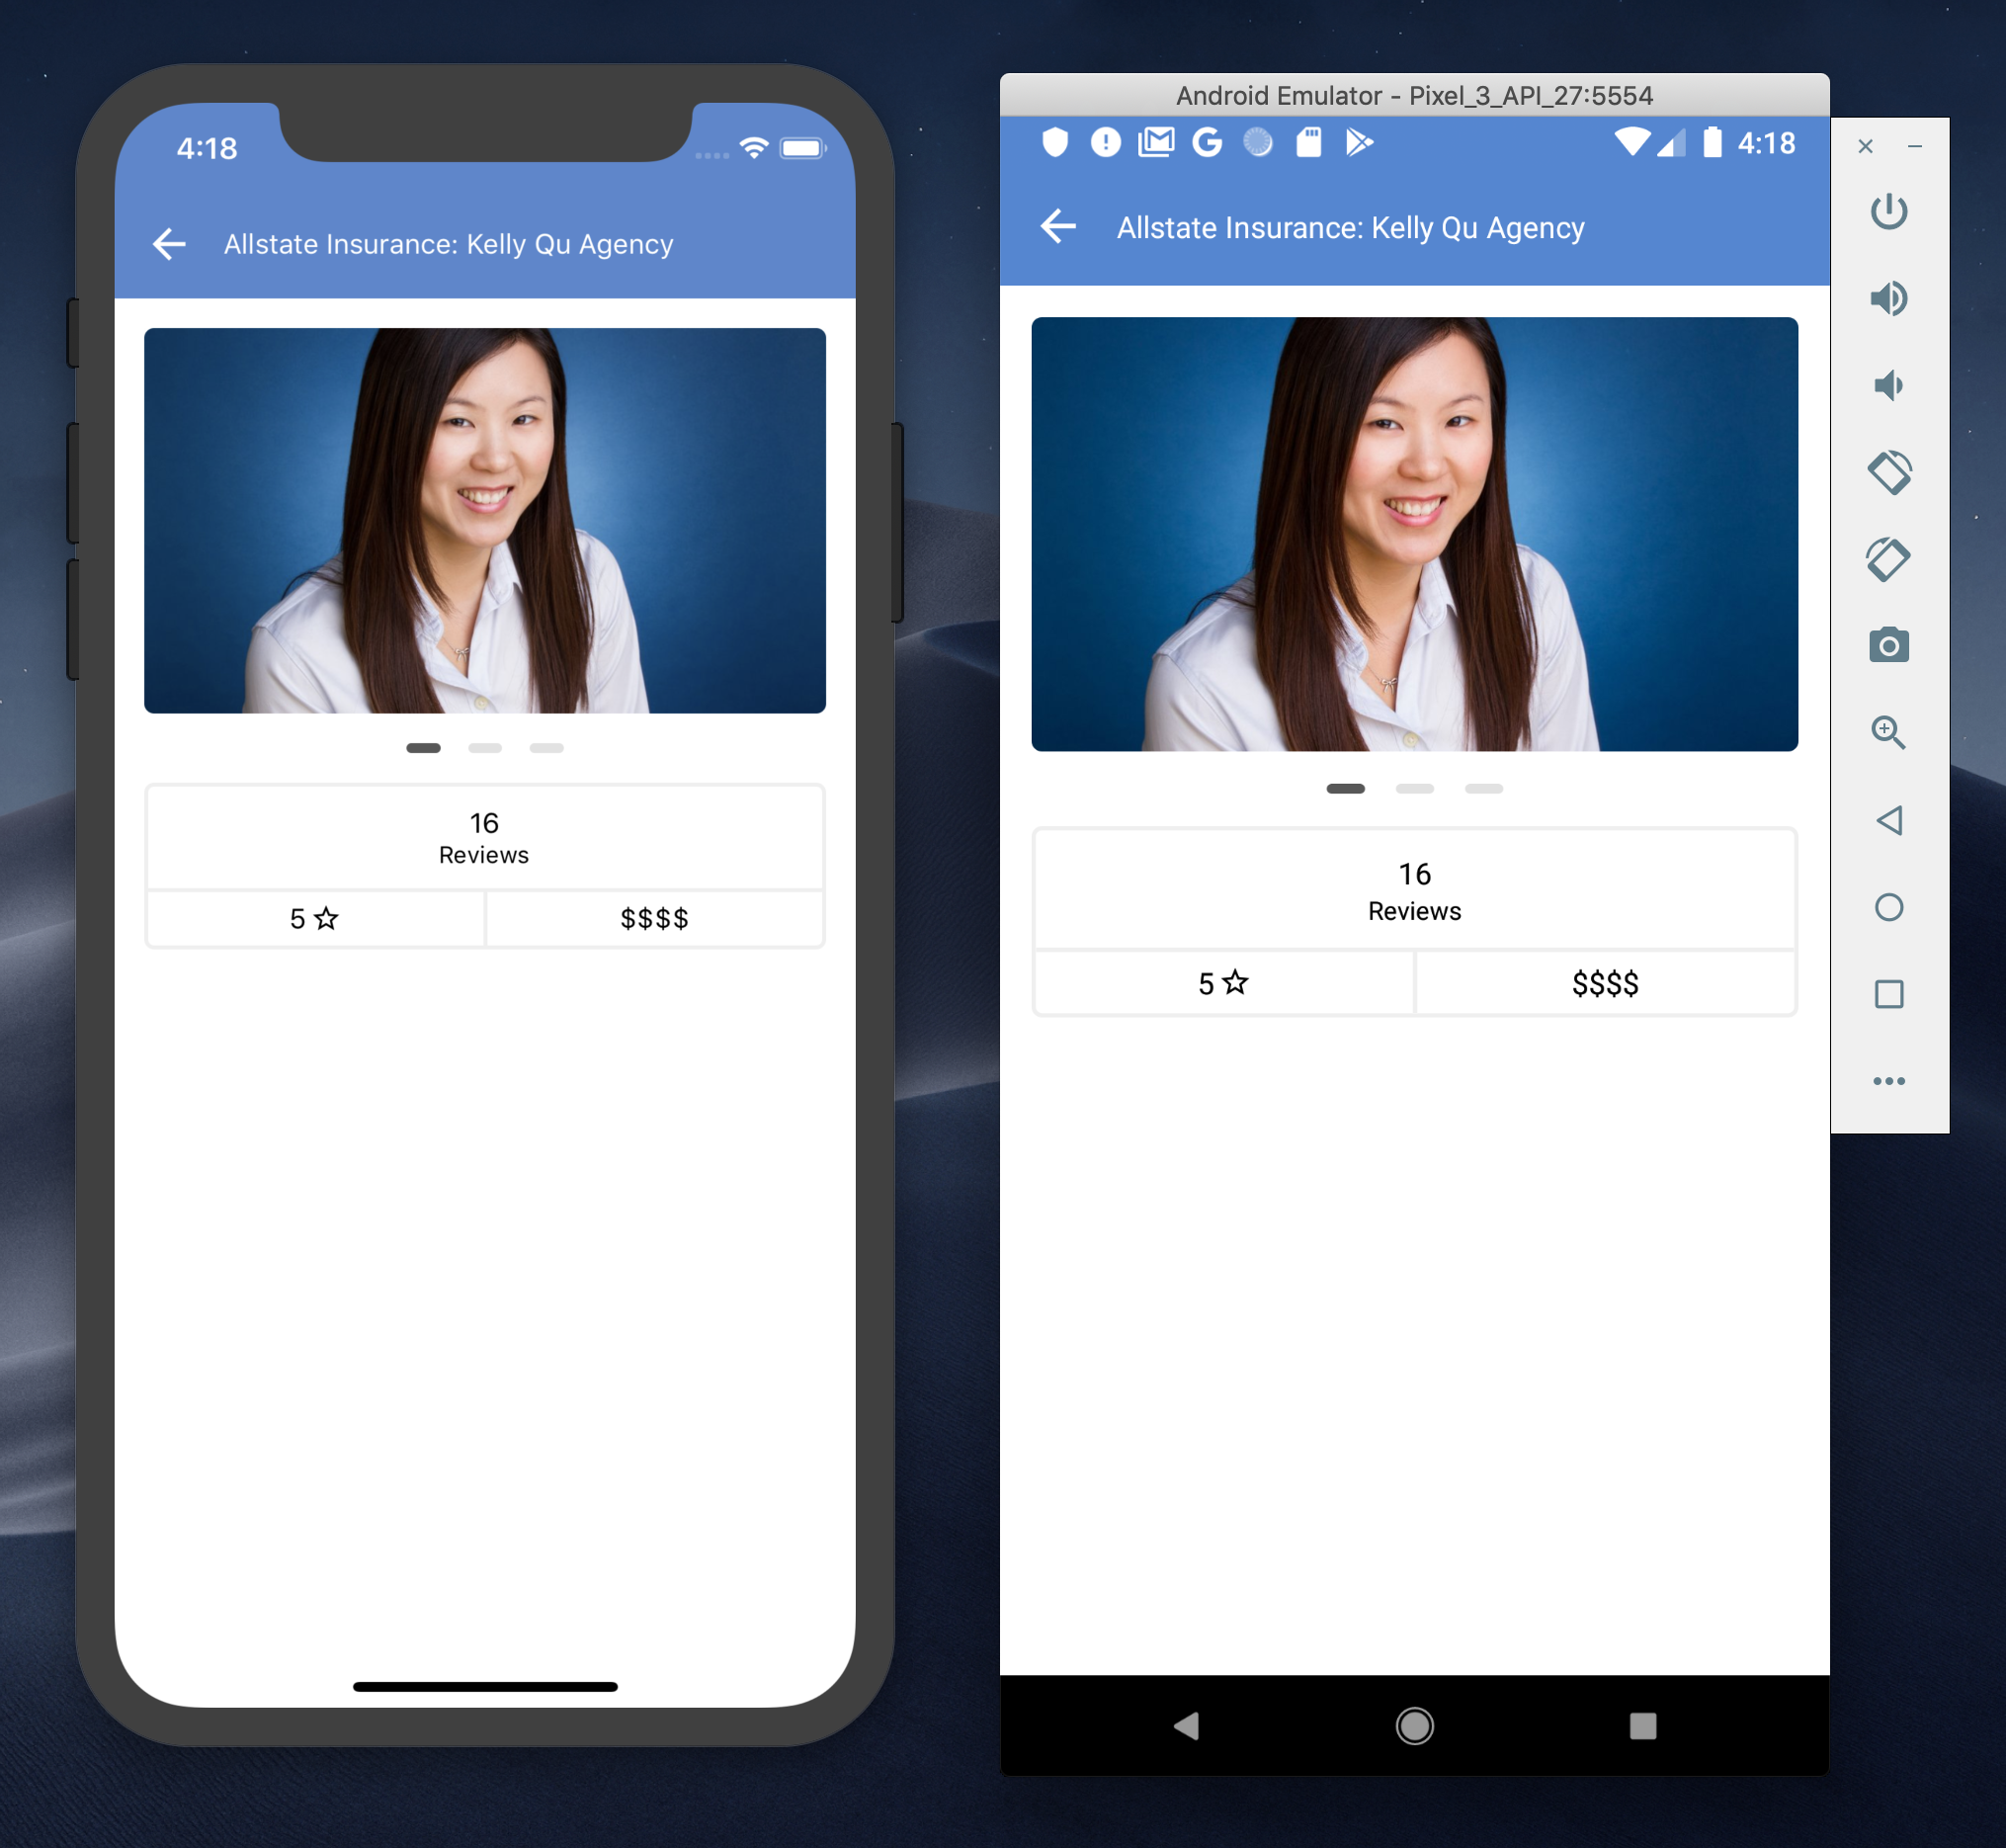 4:18
Allstate Insurance: Kelly Qu Agency
16
Reviews
5
$$$$
Android Emulator - Pixel_3_API_27:5554
G
4:18
Allstate Insurance: Kelly Qu Agency
16
Reviews
5
$$$$